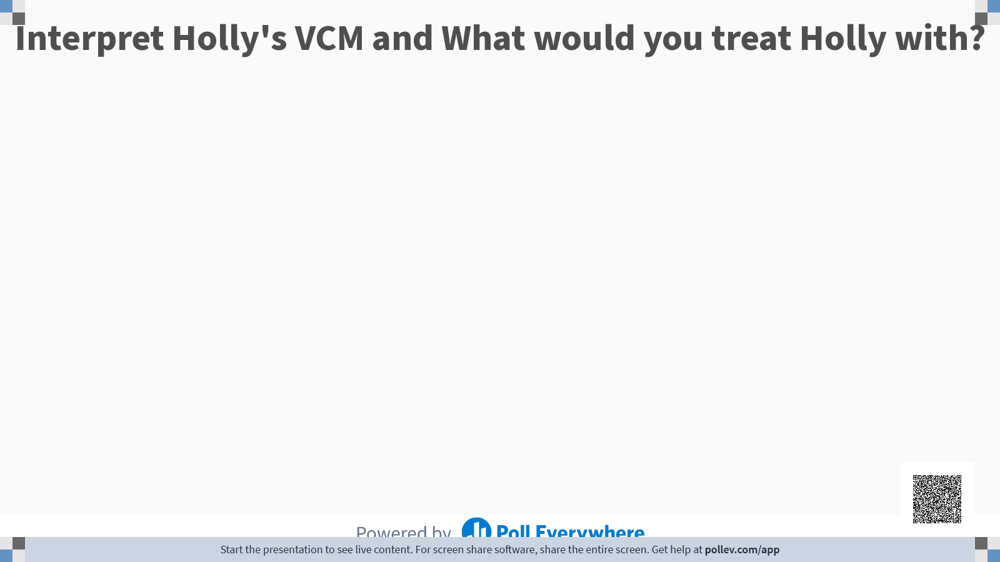 Interpret Holly's VCM and What would you treat Holly with?
Powered by Poll Everywhere
Start the presentation to see live content. For screen share software, share the entire screen. Get help at pollev.com/app